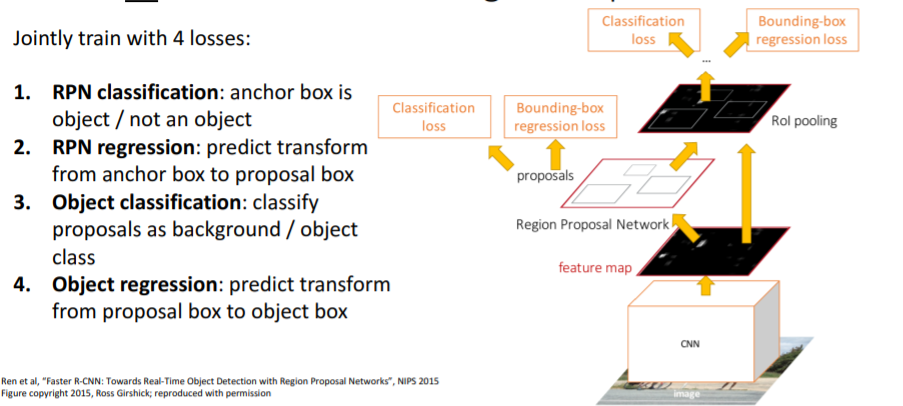 Jointly train with 4 losses:
1. RPN classification: anchor box is
object / not an object
2. RPN regression: predict transform
from anchor box to proposal box
3. Object classification: classify
proposals as background / object
class
4. Object regression: predict transform
from proposal box to object box
Classification
loss
Bounding-box
regression loss
...
RoI pooling
Classification
loss
Bounding-box
regression loss
proposals
Region Proposal Network
feature map
CNN
image
Ren et al, "Faster R-CNN: Towards Real-Time Object Detection with Region Proposal Networks", NIPS 2015
Figure copyright 2015, Ross Girshick; reproduced with permission